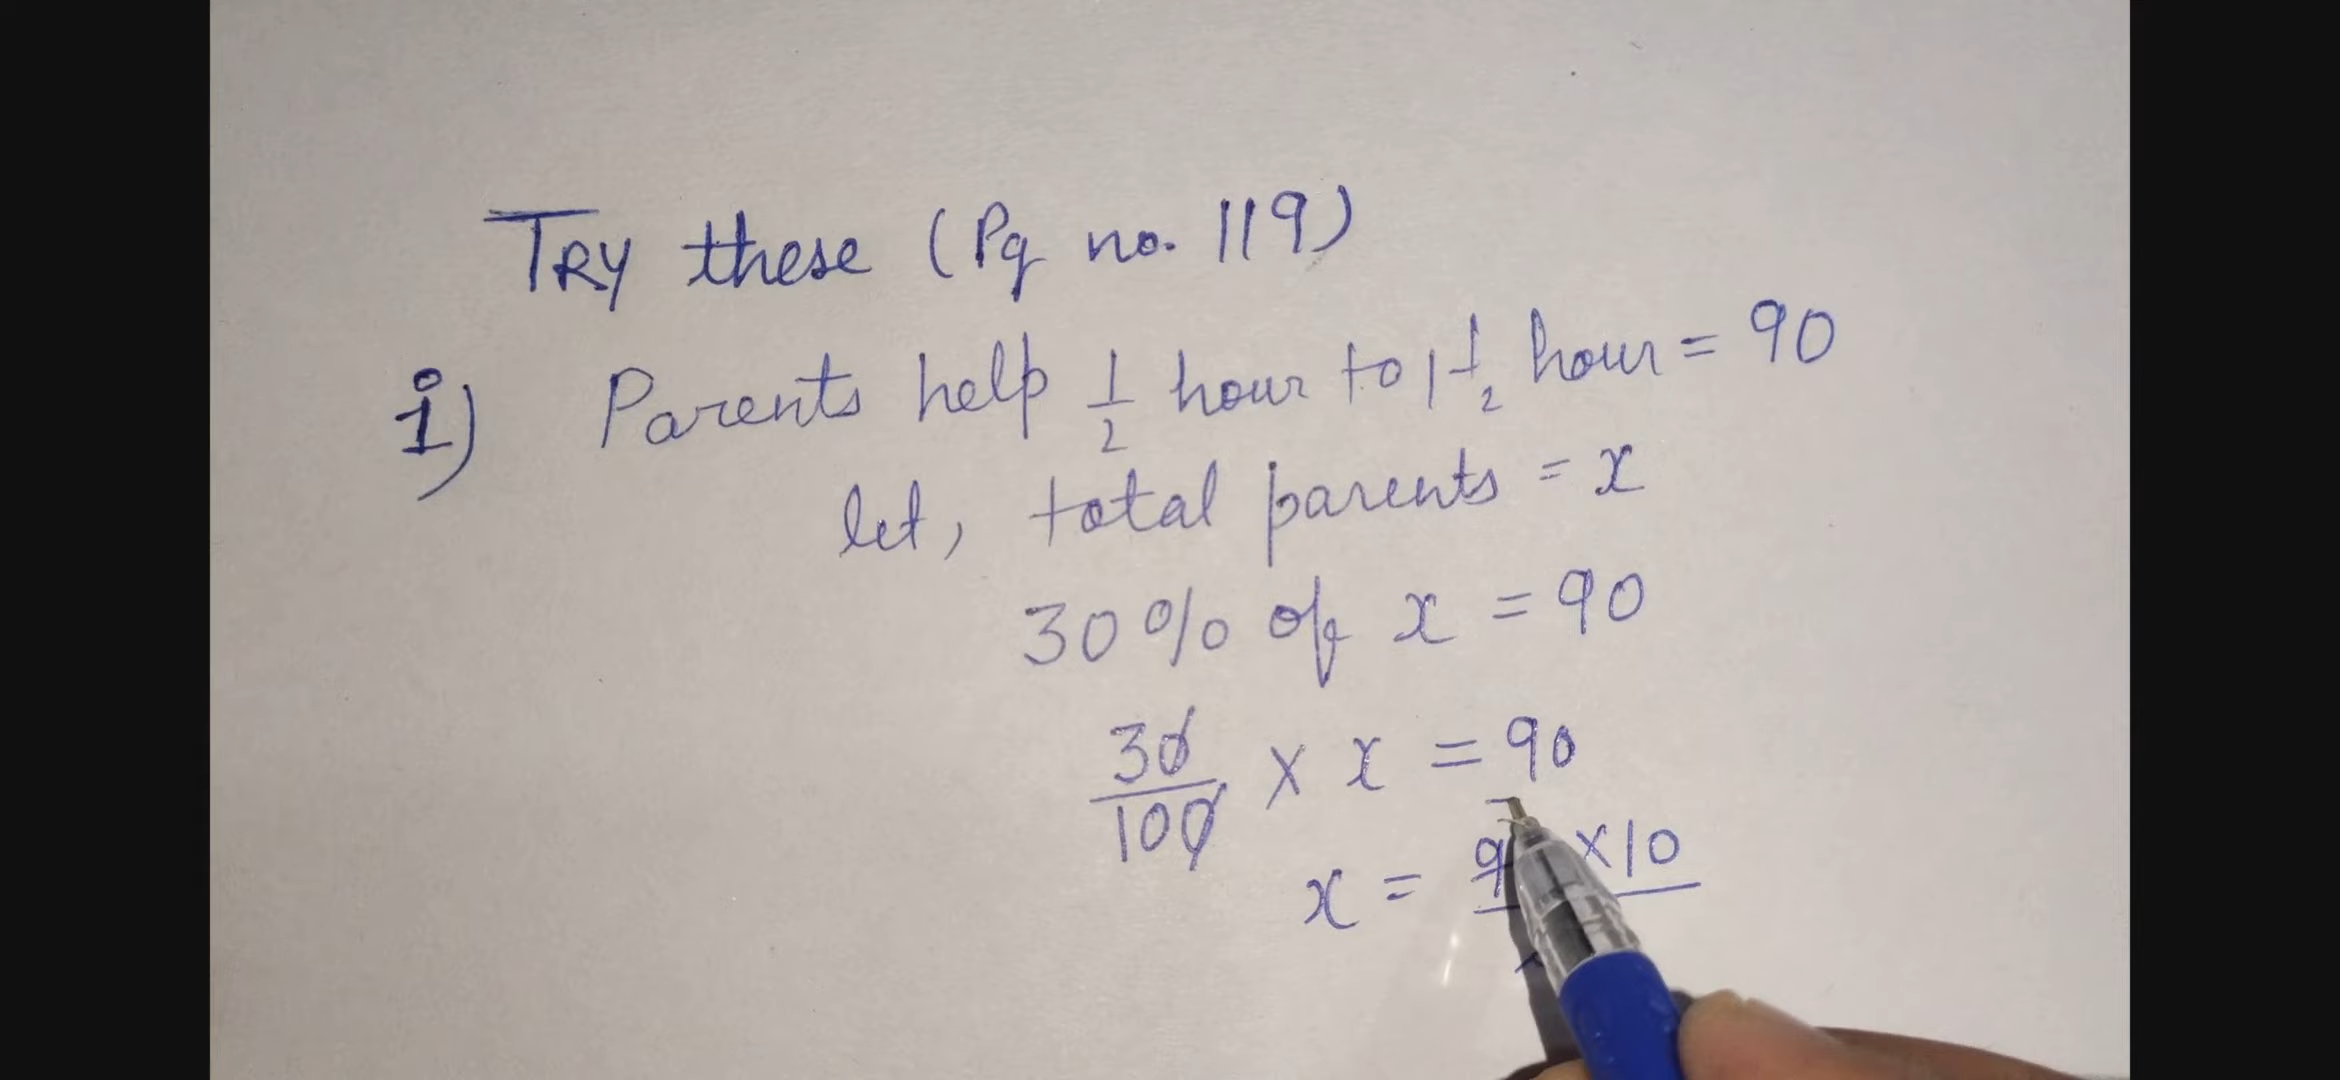 TRY these (Pg no. 119)
i) Parents help 1/2 hour to 1 1/2 hour = 90
let, total parents = x
30% of x = 90
30/100 × x = 90
x = 9 × 10